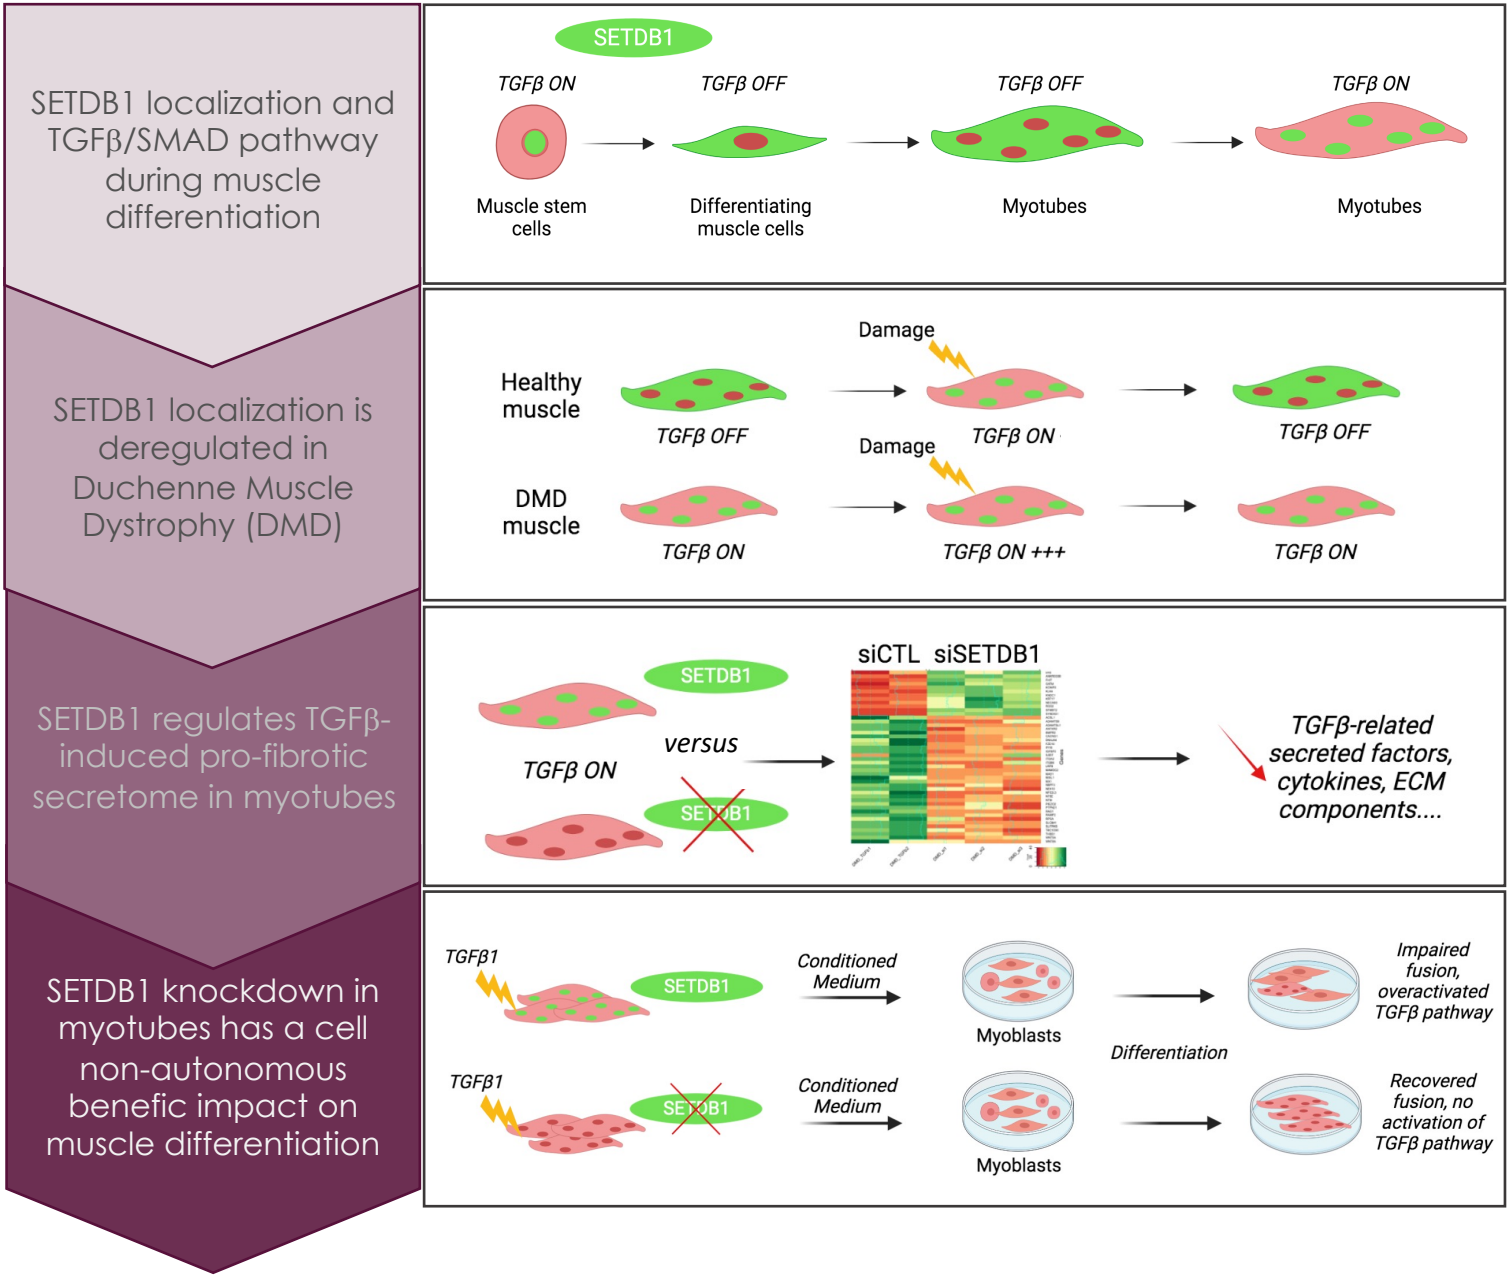 SETDB1 localization and
TGFβ/SMAD pathway
during muscle
differentiation
SETDB1
TGFβ ON
TGFβ OFF
TGFβ OFF
TGFβ ON
Muscle stem
cells
Differentiating
muscle cells
Myotubes
Myotubes
SETDB1 localization is
deregulated in
Duchenne Muscle
Dystrophy (DMD)
Healthy
muscle
Damage
TGFβ OFF
TGFβ ON
TGFβ OFF
DMD
muscle
Damage
TGFβ ON
TGFβ ON +++
TGFβ ON
SETDB1 regulates TGFβ-
induced pro-fibrotic
secretome in myotubes
SETDB1
versus
TGFβ ON
SETDB1
siCTL siSETDB1
TGFβ-related
secreted factors,
cytokines, ECM
components....
SETDB1 knockdown in
myotubes has a cell
non-autonomous
benefic impact on
muscle differentiation
TGFβ1
SETDB1
Conditioned
Medium
Myoblasts
Impaired
fusion,
overactivated
TGFβ pathway
Differentiation
TGFβ1
SETDB1
Conditioned
Medium
Myoblasts
Recovered
fusion, no
activation of
TGFβ pathway